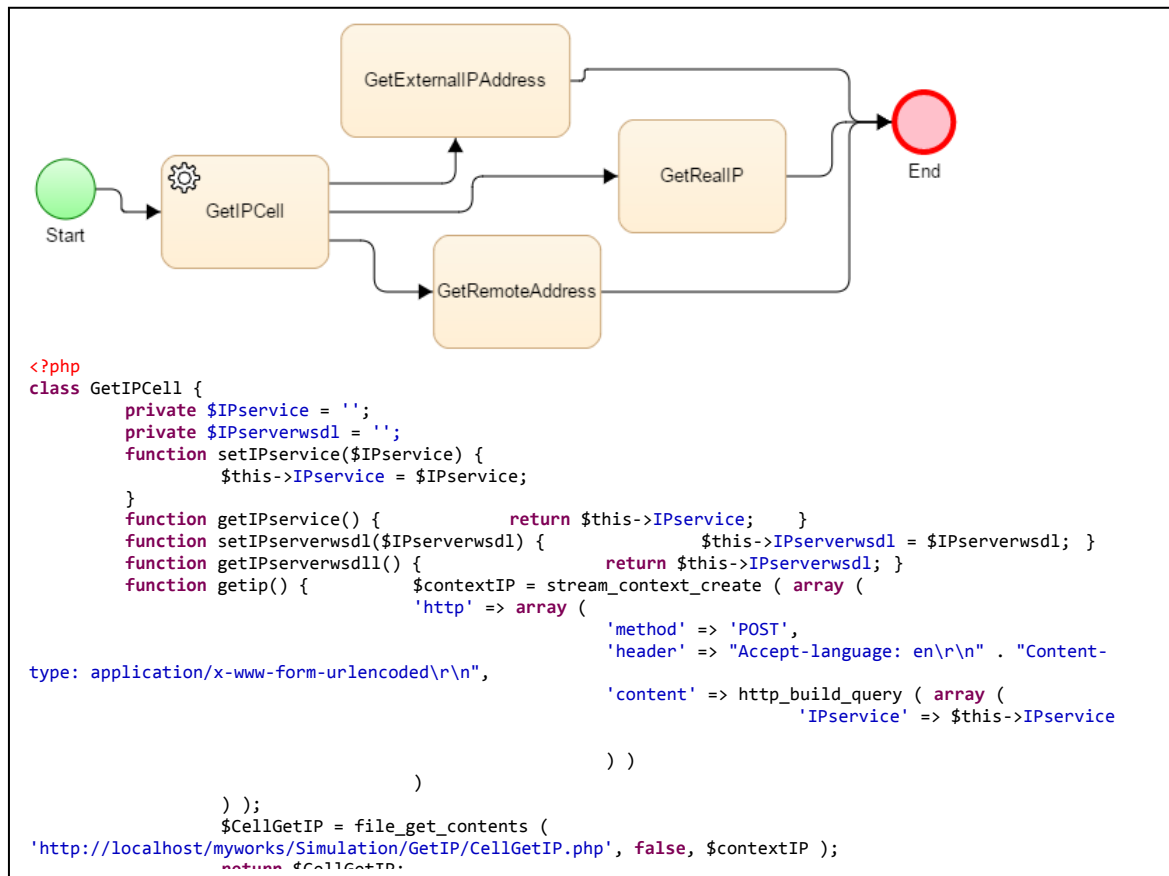 GetExternalIPAddress
GetRealIP
End
GetIPCell
Start
GetRemoteAddress
<?php
class GetIPCell {
private $IPservice = '';
private $IPserverwsdl = '';
function setIPservice($IPservice) {
$this->IPservice = $IPservice;
}
function getIPservice() { return $this->IPservice; }
function setIPserverwsdl($IPserverwsdl) { $this->IPserverwsdl = $IPserverwsdl; }
function getIPserverwsdll() { return $this->IPserverwsdl; }
function getip() { $contextIP = stream_context_create ( array (
'http' => array (
'method' => 'POST',
'header' => "Accept-language: en\r\n" . "Content-
type: application/x-www-form-urlencoded\r\n",
'content' => http_build_query ( array (
'IPservice' => $this->IPservice
) )
)
) );
$CellGetIP = file_get_contents (
'http://localhost/myworks/Simulation/GetIP/CellGetIP.php', false, $contextIP );
return $CellGetIP;